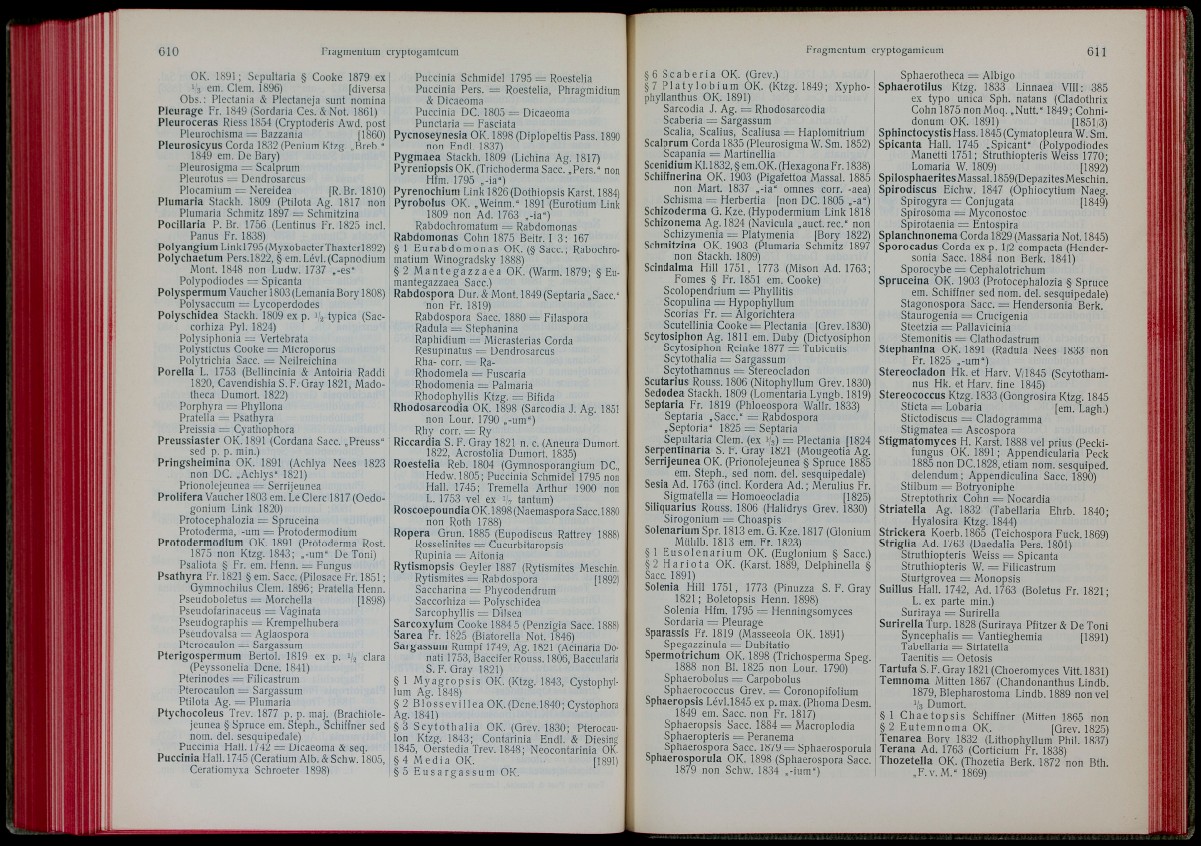 610
Fragmentum cryptogamicum
OK. 1891; Sepultaria § Cooke 1879 ex
⅓ em. Clem. 1896) [diversa
Obs.: Plectania & Plectaneja sunt nomina
Pleurage Fr. 1849 (Sordaria Ces. & Not. 1861)
Pleuroceras Riess 1854 (Cryptoderis Awd. post
Pleurochisma = Bazzania [1860)
Pleurosicyus Corda 1832 (Penium Ktzg „Breb.“
1849 em. De Bary)
Pleurosigma = Scalprum
Pleurotus = Dendrosarcus
Plocamium = Nereidea [R. Br. 1810)
Plumaria Stackh. 1809 (Ptilota Ag. 1817 non
Plumaria Schmitz 1897 = Schmitzina
Pocillaria P. Br. 1756 (Lentinus Fr. 1825 incl.
Panus Fr. 1838)
Polyangium Link 1795 (Myxobacter Thaxter 1892)
Polychaetum Pers. 1822, § em. Lévl. (Capnodium
Mont. 1848 non Ludw. 1737 „-es“
Polypodiodes = Spicanta
Polyspermum Vaucher 1803 (Lemania Bory 1808)
Polysaccum = Lycoperdodes
Polyschidea Stackh. 1809 ex p. ½ typica (Sac-
corhiza Pyl. 1824)
Polysiphonia = Vertebrata
Polystictus Cooke = Microporus
Polytrichia Sacc. = Neilreichina
Porella L. 1753 (Bellincinia & Antoiria Raddi
1820, Cavendishia S. F. Gray 1821, Mado-
theca Dumort. 1822)
Porphyra = Phyllona
Pratella = Psathyra
Preissia = Cyathophora
Preussiaster OK. 1891 (Cordana Sacc. „Preuss“
sed p. p. min.)
Pringsheimina OK. 1891 (Achlya Nees 1823
non DC. „Achlys“ 1821)
Prionolejeunea = Serrijeunea
Prolifera Vaucher 1803 em. Le Clerc 1817 (Oedo-
gonium Link 1820)
Protocephalozia = Spruceina
Protoderma, -um = Protodermodium
Protodermodium OK. 1891 (Protoderma Rost.
1875 non Ktzg. 1843; „-um“ De Toni)
Psaliota § Fr. em. Henn. = Fungus
Psathyra Fr. 1821 § em. Sacc. (Pilosace Fr. 1851;
Gymnochilus Clem. 1896; Pratella Henn.
Pseudoboletus = Morchella [1898)
Pseudofarinaceus = Vaginata
Pseudographis = Krempelhubera
Pseudovalsa = Aglaospora
Pterocaulon = Sargassum
Pterigospermum Bertol. 1819 ex p. ½ clara
(Peyssonelia Dcne. 1841)
Pterinodes = Filicastrum
Pterocaulon = Sargassum
Ptilota Ag. = Plumaria
Ptychocoleus Trev. 1877 p. p. maj. (Brachiole-
jeunea § Spruce em. Steph., Schiffner sed
nom. del. sesquipedale)
Puccinia Hall. 1742 = Dicaeoma & seq.
Puccinia Hall. 1745 (Ceratium Alb. & Schw. 1805,
Ceratiomyxa Schroeter 1898)
Puccinia Schmidel 1795 = Roestelia
Puccinia Pers. = Roestelia, Phragmidium
& Dicaeoma
Puccinia DC. 1805 = Dicaeoma
Punctaria = Fasciata
Pycnoseynesia OK. 1898 (Diplopeltis Pass. 1890
non Endl. 1837)
Pygmaea Stackh. 1809 (Lichina Ag. 1817)
Pyreniopsis OK. (Trichoderma Sacc. „Pers.“ non
Hfm. 1795 „-ia“)
Pyrenochium Link 1826 (Dothiopsis Karst. 1884)
Pyrobolus OK. „Weinm.“ 1891 (Eurotium Link
1809 non Ad. 1763 „-ia“)
Rabdochromatum = Rabdomonas
Rabdomonas Cohn 1875 Beitr. I 3: 167
§ 1 Eurabdomonas OK. (§ Sacc.; Rabochro-
matium Winogradsky 1888)
§ 2 Mantegazzaea OK. (Warm. 1879; § Eu-
mantegazzaea Sacc.)
Rabdospora Dur. & Mont. 1849 (Septaria „Sacc.“
non Fr. 1819)
Rabdospora Sacc. 1880 = Filaspora
Radula = Stephanina
Raphidium = Micrasterias Corda
Resupinatus = Dendrosarcus
Rha- corr. = Ra-
Rhodomela = Fuscaria
Rhodomenia = Palmaria
Rhodophyllis Ktzg. = Bifida
Rhodosarcodia OK. 1898 (Sarcodia J. Ag. 1851
non Lour. 1790 „-um“)
Rhy corr. = Ry
Riccardia S. F. Gray 1821 n. c. (Aneura Dumort.
1822, Acrostolia Dumort. 1835)
Roestelia Reb. 1804 (Gymnosporangium DC.,
Hedw. 1805; Puccinia Schmidel 1795 non
Hall. 1745; Tremella Arthur 1900 non
L. 1753 vel ex tantum)
Roscoepoundia OK. 1898 (Naemaspora Sacc. 1880
non Roth 1788)
Ropera Grun. 1885 (Eupodiscus Rattrey 1888)
Rosselinites = Cucurbitaropsis
Rupinia = Aitonia
Rytismopsis Geyler 1887 (Rytismites Meschin.
Rytismites = Rabdospora [1892)
Saccharina = Phycodendrum
Saccorhiza = Polyschidea
Sarcophyllis = Dilsea
Sarcoxylum Cooke 1884 5 (Penzigia Sacc. 1888)
Sarea Fr. 1825 (Biatorella Not. 1846)
Sargassum Rumpf 1749, Ag. 1821 (Acinaria Do-
nati 1753, Baccifer Rouss. 1806, Baccularia
S. F. Gray 1821)
§ 1 Myagropsis OK. (Ktzg. 1843, Cystophyl-
lum Ag. 1848)
§ 2 Blossevillea OK. (Dcne. 1840; Cystophora
Ag. 1841)
§ 3 Scytothalia OK. (Grev. 1830; Pterocau-
lon Ktzg. 1843; Contarinia Endl. & Diesing
1845, Oerstedia Trev. 1848; Neocontarinia OK.
§ 4 Media OK. [1891)
§ 5 Eusargassum OK.
Fragmentum cryptogamicum
611
§ 6 Scaberia OK. (Grev.)
§ 7 Platylobium OK. (Ktzg. 1849; Xypho-
phyllanthus OK. 1891)
Sarcodia J. Ag. = Rhodosarcodia
Scaberia = Sargassum
Scalia, Scalius, Scaliusa = Haplomitrium
Scalprum Corda 1835 (Pleurosigma W. Sm. 1852)
Scapania = Martinellia
Scenidium Kl. 1832, § em. OK. (Hexagona Fr. 1838)
Schiffnerina OK. 1903 (Pigafettoa Massal. 1885
non Mart. 1837 „-ia“ omnes corr. -aea)
Schisma = Herbertia [non DC. 1805 „-a“)
Schizoderma G. Kze. (Hypodermium Link 1818
Schizonema Ag. 1824 (Navicula „auct. rec.“ non
Schizymenia = Platymenia [Bory 1822)
Schmitzina OK. 1903 (Plumaria Schmitz 1897
non Stackh. 1809)
Scindalma Hill 1751, 1773 (Mison Ad. 1763;
Fomes § Fr. 1851 em. Cooke)
Scolopendrium = Phyllitis
Scopulina = Hypophyllum
Scorias Fr. = Algorichtera
Scutellinia Cooke = Plectania [Grev. 1830)
Scytosiphon Ag. 1811 em. Duby (Dictyosiphon
Scytosiphon Reinke 1877 = Tubiculis
Scytothalia = Sargassum
Scytothamnus = Stereocladon
Scutarius Rouss. 1806 (Nitophyllum Grev. 1830)
Sedodea Stackh. 1809 (Lomentaria Lyngb. 1819)
Septaria Fr. 1819 (Phloeospora Wallr. 1833)
Septaria „Sacc.“ = Rabdospora
„Septoria“ 1825 = Septaria
Sepultaria Clem. (ex ⅓) = Plectania [1824
Serpentinaria S. F. Gray 1821 (Mougeotia Ag.
Serrijeunea OK. (Prionolejeunea § Spruce 1885
em. Steph., sed nom. del. sesquipedale)
Sesia Ad. 1763 (incl. Kordera Ad.; Merulius Fr.
Sigmatella = Homoeocladia [1825)
Siliquarius Rouss. 1806 (Halidrys Grev. 1830)
Sirogonium = Choaspis
Solenarium Spr. 1813 em. G. Kze. 1817 (Glonium
Mühlb. 1813 em. Fr. 1823)
§ 1 Eusolenarium OK. (Euglonium § Sacc.)
§ 2 Hariota OK. (Karst. 1889, Delphinella §
Sacc. 1891)
Solenia Hill 1751, 1773 (Pinuzza S. F. Gray
1821; Boletopsis Henn. 1898)
Solenia Hfm. 1795 = Henningsomyces
Sordaria = Pleurage
Sparassis Fr. 1819 (Masseeola OK. 1891)
Spegazzinula = Dubitatio
Spermotrichum OK. 1898 (Trichosperma Speg.
1888 non Bl. 1825 non Lour. 1790)
Sphaerobolus = Carpobolus
Sphaerococcus Grev. = Coronopifolium
Sphaeropsis Lévl. 1845 ex p. max. (Phoma Desm.
1849 em. Sacc. non Fr. 1817)
Sphaeropsis Sacc. 1884 = Macroplodia
Sphaeropteris = Peranema
Sphaerospora Sacc. 1879 = Sphaerosporula
Sphaerosporula OK. 1898 (Sphaerospora Sacc.
1879 non Schw. 1834 „-ium“)
Sphaerotheca = Albigo
Sphaerotilus Ktzg. 1833 Linnaea VIII: 385
ex typo unica Sph. natans (Cladothrix
Cohn 1875 non Moq. „Nutt.“ 1849; Cohni-
donum OK. 1891) [1851/3)
Sphinctocystis Hass. 1845 (Cymatopleura W. Sm.
Spicanta Hall. 1745 „Spicant“ (Polypodiodes
Manetti 1751; Struthiopteris Weiss 1770;
Lomaria W. 1809) [1892)
Spilosphaerites Massal. 1859 (Depazites Meschin.
Spirodiscus Eichw. 1847 (Ophiocytium Naeg.
Spirogyra = Conjugata [1849)
Spirosoma = Myconostoc
Spirotaenia = Entospira
Splanchnonema Corda 1829 (Massaria Not. 1845)
Sporocadus Corda ex p. 1/2 compacta (Hender-
sonia Sacc. 1884 non Berk. 1841)
Sporocybe = Cephalotrichum
Spruceina OK. 1903 (Protocephalozia § Spruce
em. Schiffner sed nom. del. sesquipedale)
Stagonospora Sacc. = Hendersonia Berk.
Staurogenia = Crucigenia
Steetzia = Pallavicinia
Stemonitis = Clathodastrum
Stephanina OK. 1891 (Radula Nees 1833 non
Fr. 1825 „-um“)
Stereocladon Hk. et Harv. V/1845 (Scytotham-
nus Hk. et Harv. fine 1845)
Stereococcus Ktzg. 1833 (Gongrosira Ktzg. 1845
Sticta = Lobaria [em. Lagh.)
Stictodiscus = Cladogramma
Stigmatea = Ascospora
Stigmatomyces H. Karst. 1888 vel prius (Pecki-
fungus OK. 1891; Appendicularia Peck
1885 non DC. 1828, etiam nom. sesquiped.
delendum; Appendiculina Sacc. 1890)
Stilbum = Botryoniphe
Streptothrix Cohn = Nocardia
Striatella Ag. 1832 (Tabellaria Ehrb. 1840;
Hyalosira Ktzg. 1844)
Strickera Koerb. 1865 (Teichospora Fuck. 1869)
Striglia Ad. 1763 (Daedalia Pers. 1801)
Struthiopteris Weiss = Spicanta
Struthiopteris W. = Filicastrum
Sturtgrovea = Monopsis
Suillus Hall. 1742, Ad. 1763 (Boletus Fr. 1821;
L. ex parte min.)
Suriraya = Surirella
Surirella Turp. 1828 (Suriraya Pfitzer & De Toni
Syncephalis = Vantieghemia [1891)
Tabellaria = Striatella
Taenitis = Oetosis
Tartufa S. F. Gray 1821 (Choeromyces Vitt. 1831)
Temnoma Mitten 1867 (Chandonanthus Lindb.
1879, Blepharostoma Lindb. 1889 non vel
⅓ Dumort.
§ 1 Chaetopsis Schiffner (Mitten 1865 non
§ 2 Eutemnoma OK. [Grev. 1825)
Tenarea Bory 1832 (Lithophyllum Phil. 1837)
Terana Ad. 1763 (Corticium Fr. 1838)
Thozetella OK. (Thozetia Berk. 1872 non Bth.
„F. v. M.“ 1869)